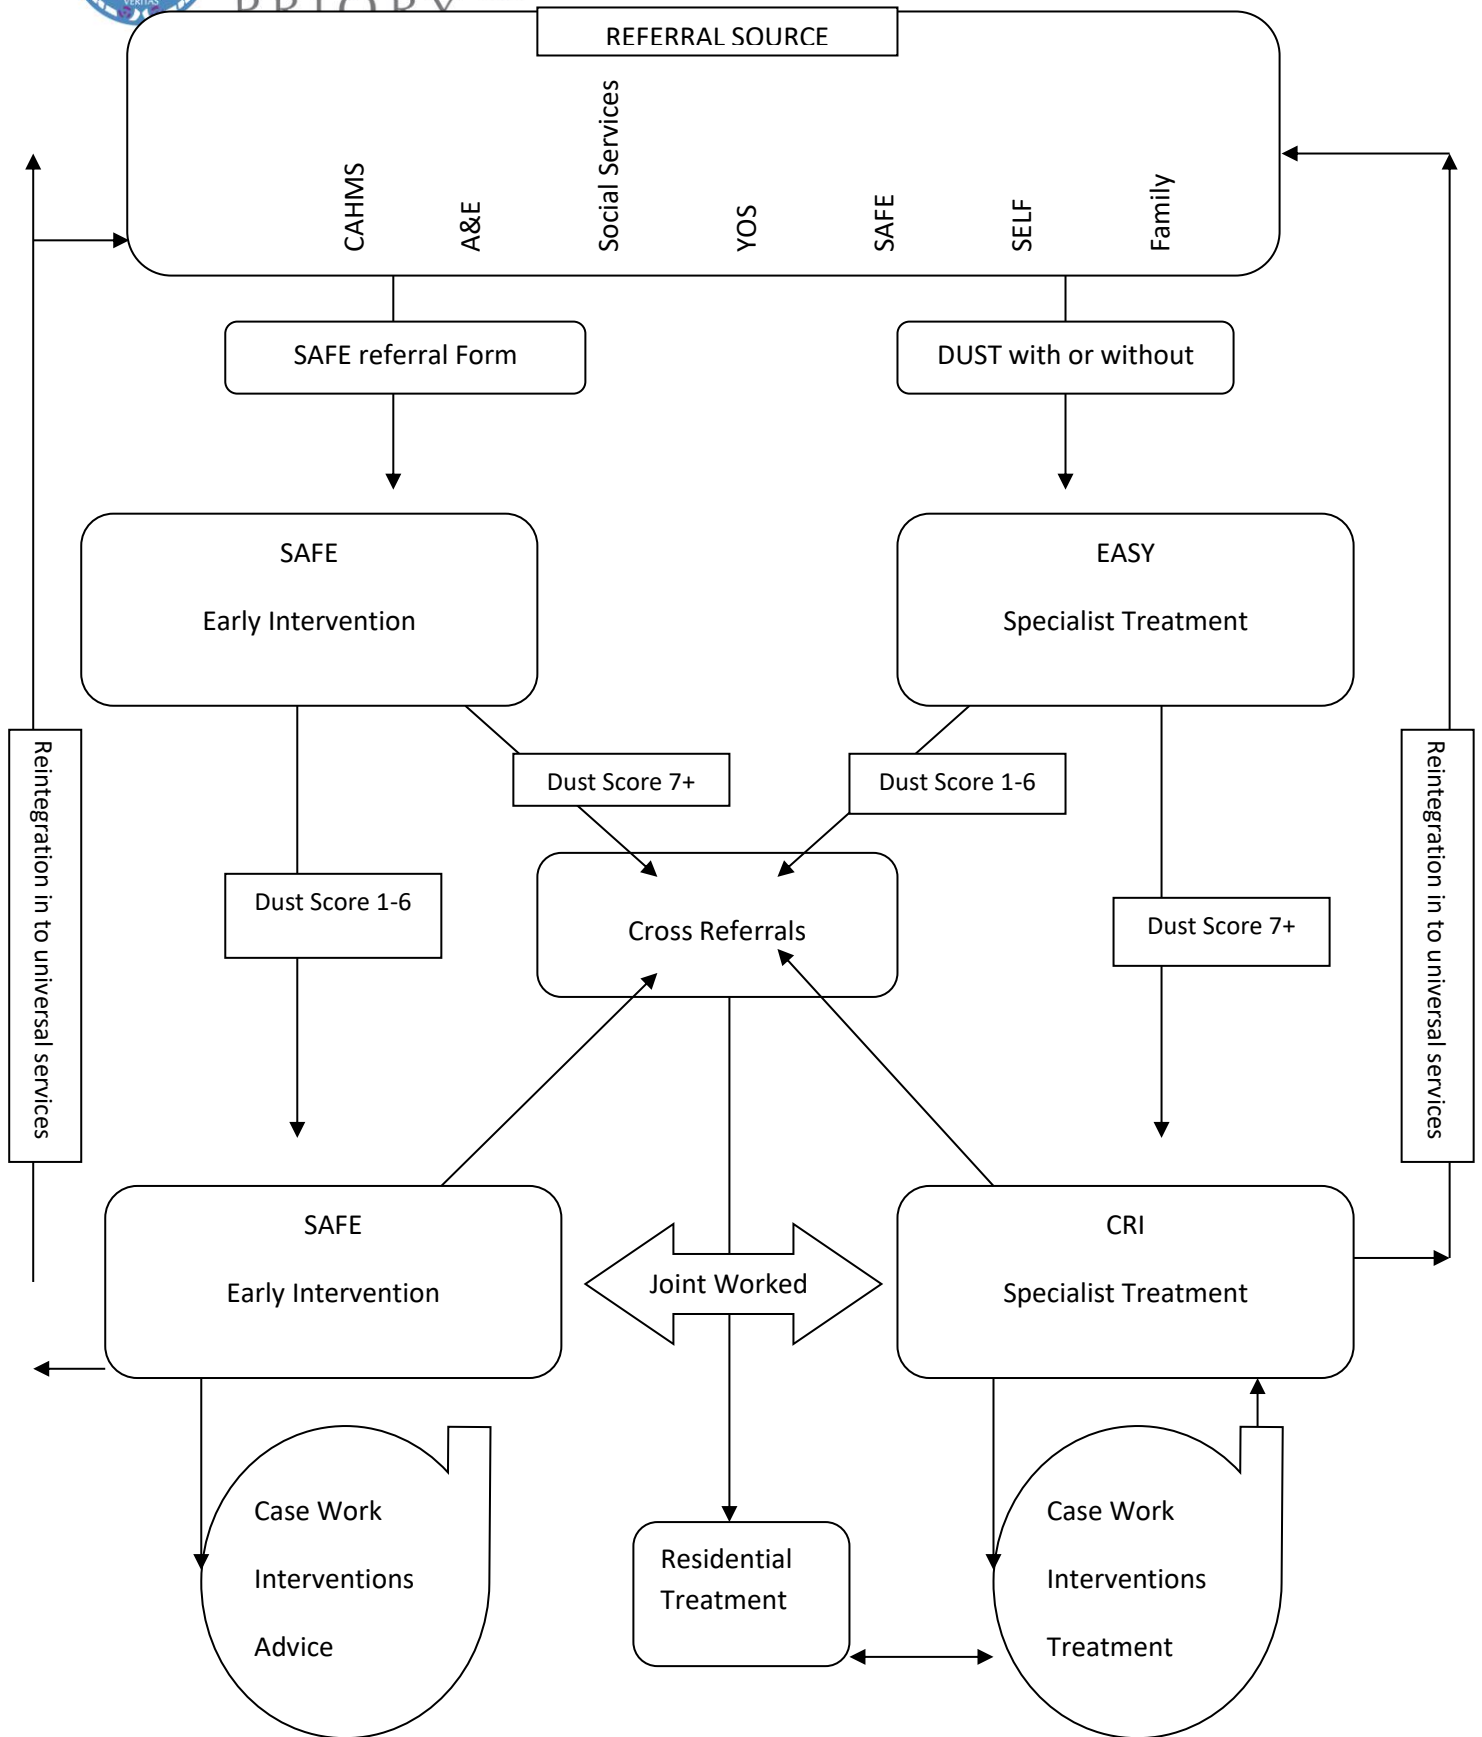 VERITAS
PRIORY
REFERRAL SOURCE
CAHMS
A&E
Social Services
YOS
SAFE
SELF
Family
SAFE referral Form
DUST with or without
SAFE
Early Intervention
EASY
Specialist Treatment
Dust Score 7+
Dust Score 1-6
Reintegration in to universal services
Reintegration in to universal services
Dust Score 1-6
Cross Referrals
Dust Score 7+
SAFE
Early Intervention
Joint Worked
CRI
Specialist Treatment
Case Work
Interventions
Advice
Residential
Treatment
Case Work
Interventions
Treatment